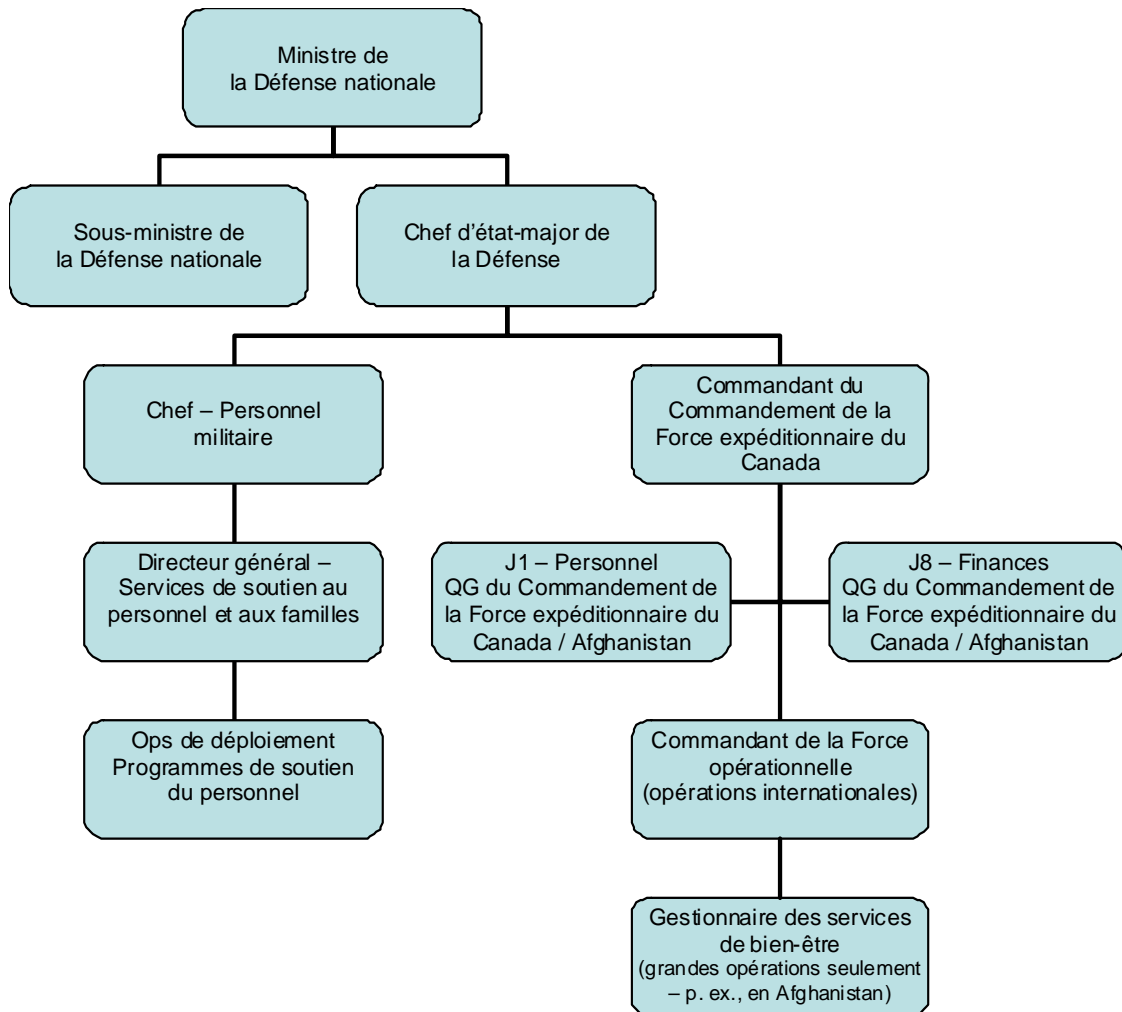 Ministre de
la Défense nationale
Sous-ministre de
la Défense nationale
Chef d'état-major de
la Défense
Chef – Personnel
militaire
Commandant du
Commandement de la
Force expéditionnaire du
Canada
Directeur général –
Services de soutien au
personnel et aux familles
J1 – Personnel
QG du Commandement de
la Force expéditionnaire du
Canada / Afghanistan
J8 – Finances
QG du Commandement de
la Force expéditionnaire du
Canada / Afghanistan
Ops de déploiement
Programmes de soutien
du personnel
Commandant de la Force
opérationnelle
(opérations internationales)
Gestionnaire des services
de bien-être
(grandes opérations seulement
– p. ex., en Afghanistan)